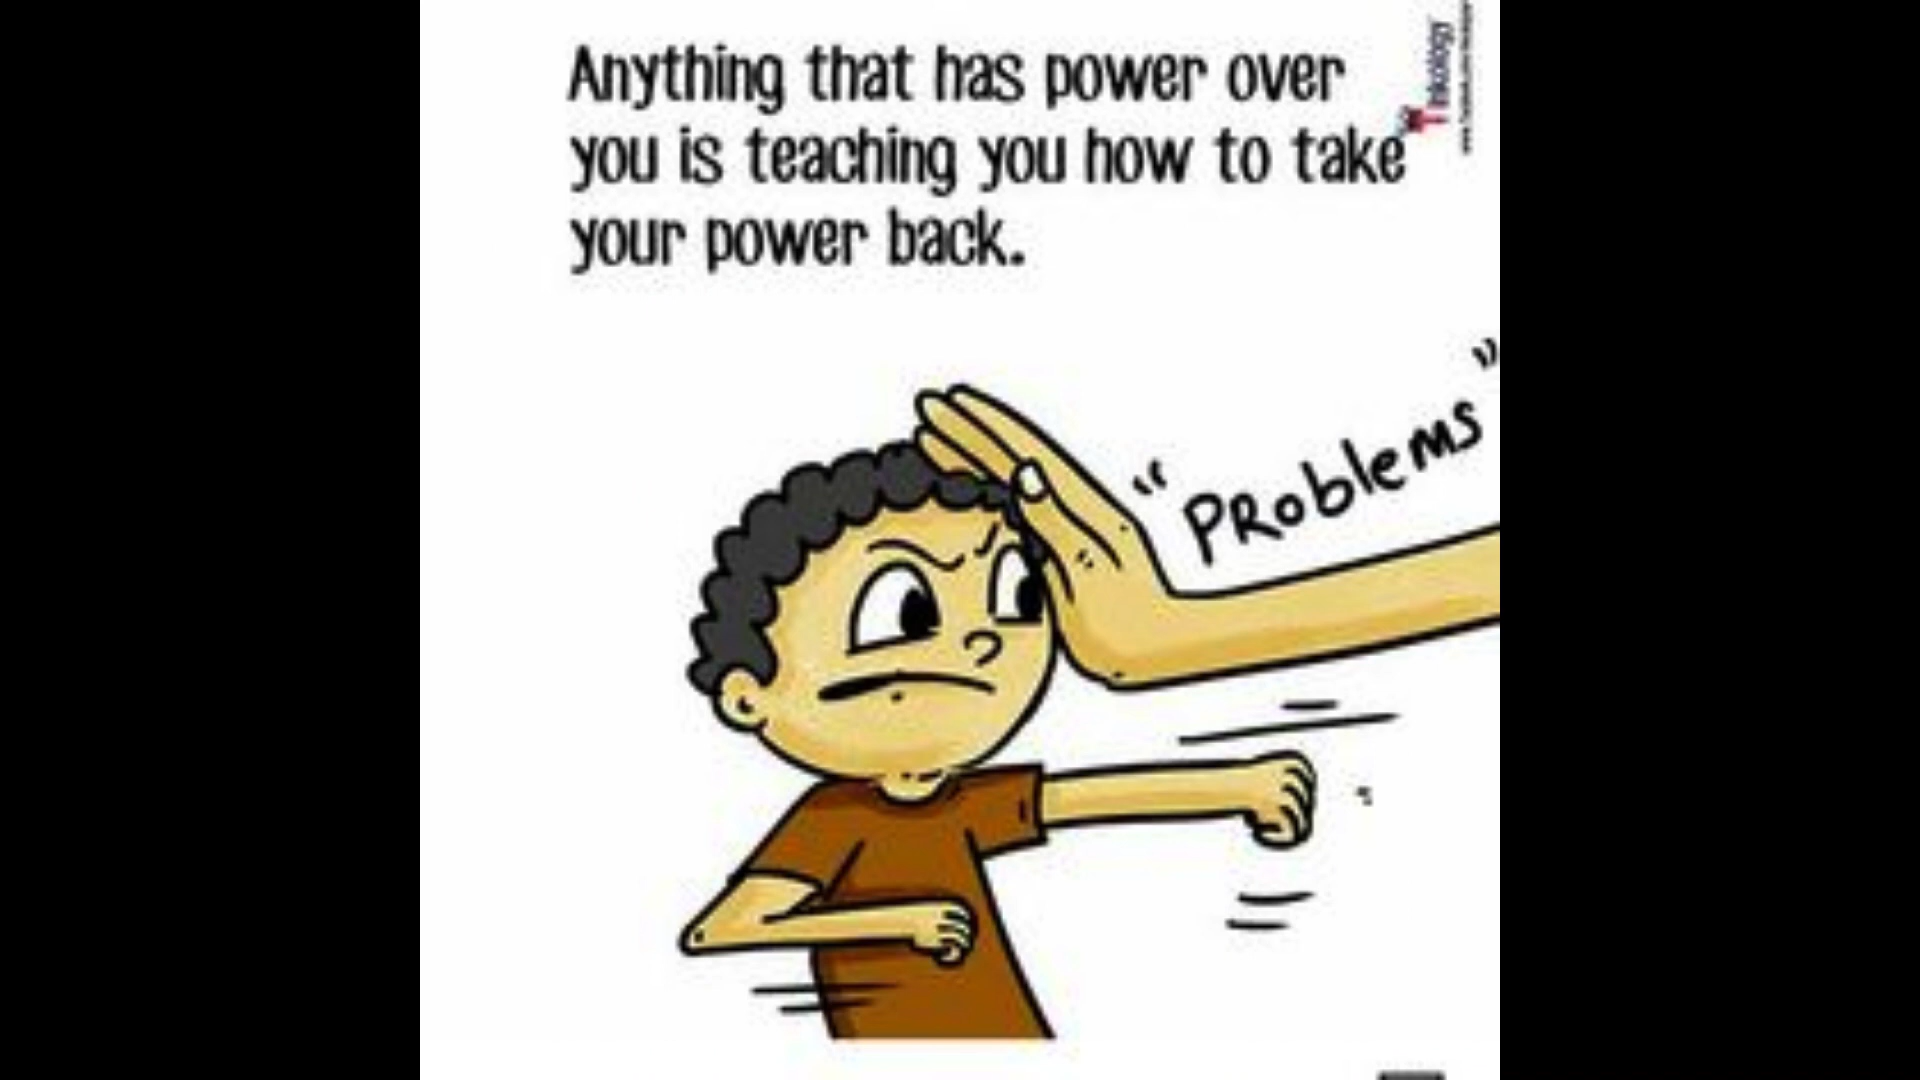 Anything that has power over
you is teaching you how to take
your power back.
"Problems"